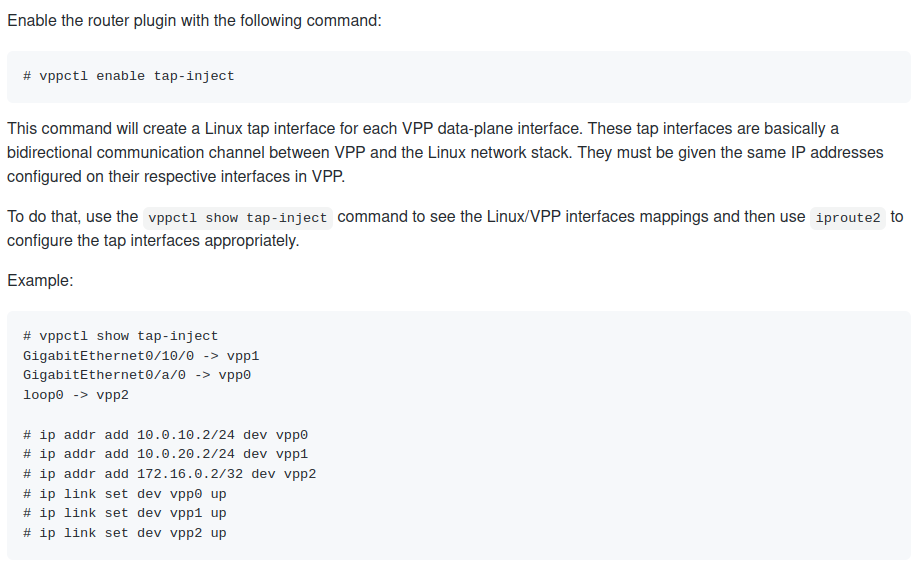 Enable the router plugin with the following command:
# vppctl enable tap-inject
This command will create a Linux tap interface for each VPP data-plane interface. These tap interfaces are basically a
bidirectional communication channel between VPP and the Linux network stack. They must be given the same IP addresses
configured on their respective interfaces in VPP.
To do that, use the vppctl show tap-inject command to see the Linux/VPP interfaces mappings and then use iproute2 to
configure the tap interfaces appropriately.
Example:
# vppctl show tap-inject
GigabitEthernet0/10/0 -> vpp1
GigabitEthernet0/a/0 -> vpp0
loop0 -> vpp2
# ip addr add 10.0.10.2/24 dev vpp0
# ip addr add 10.0.20.2/24 dev vpp1
# ip addr add 172.16.0.2/32 dev vpp2
# ip link set dev vpp0 up
# ip link set dev vpp1 up
# ip link set dev vpp2 up